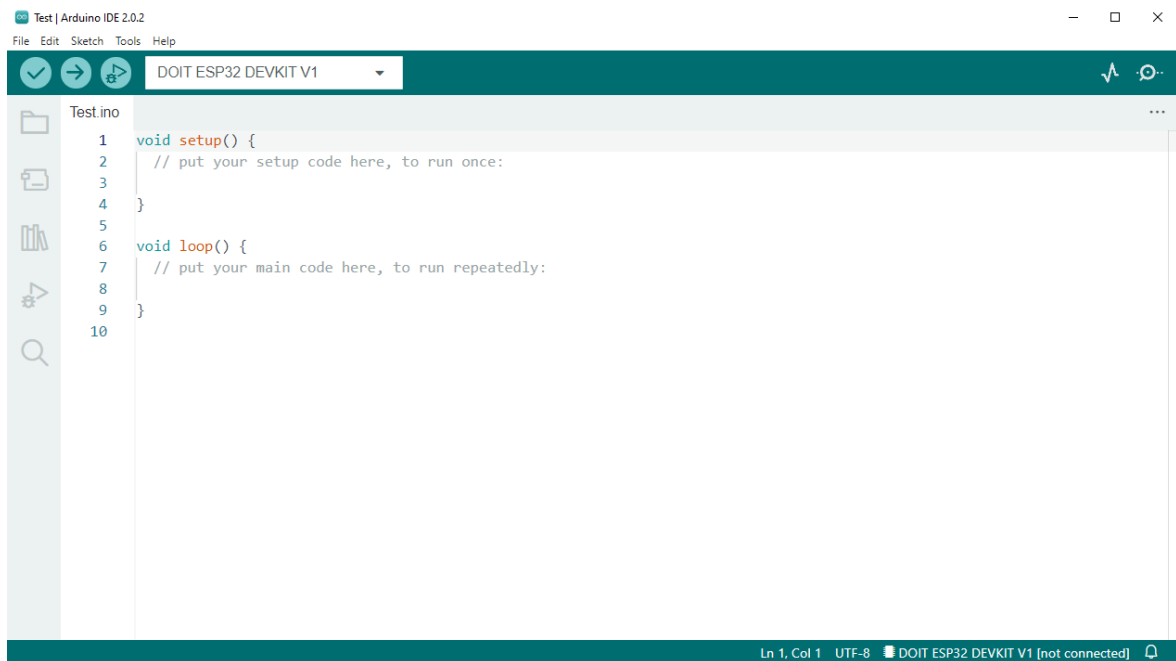 Test | Arduino IDE 2.0.2
File Edit Sketch Tools Help
DOIT ESP32 DEVKIT V1
Test.ino
1 void setup() {
2 // put your setup code here, to run once:
3
4 }
5
6 void loop() {
7 // put your main code here, to run repeatedly:
8
9 }
10
Ln 1, Col 1 UTF-8 DOIT ESP32 DEVKIT V1 [not connected]